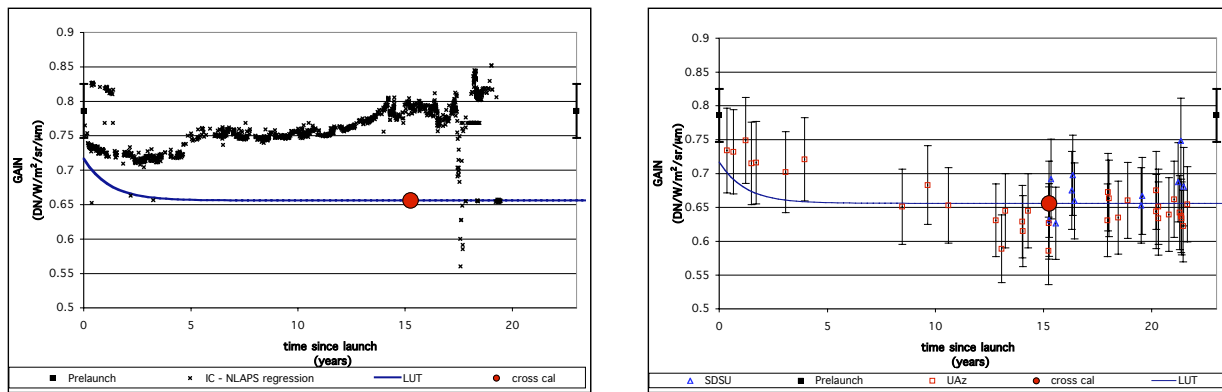 0.9
0.85
0.8
0.75
0.7
0.65
0.6
0.55
0.5
GAIN
(DN/W/m²/sr/µm)
0
5
10
15
20
time since launch
(years)
Prelaunch
IC - NLAPS regression
LUT
cross cal
0.9
0.85
0.8
0.75
0.7
0.65
0.6
0.55
0.5
GAIN
(DN/W/m²/sr/µm)
0
5
10
15
20
time since launch
(years)
SDSU
Prelaunch
UAz
cross cal
LUT